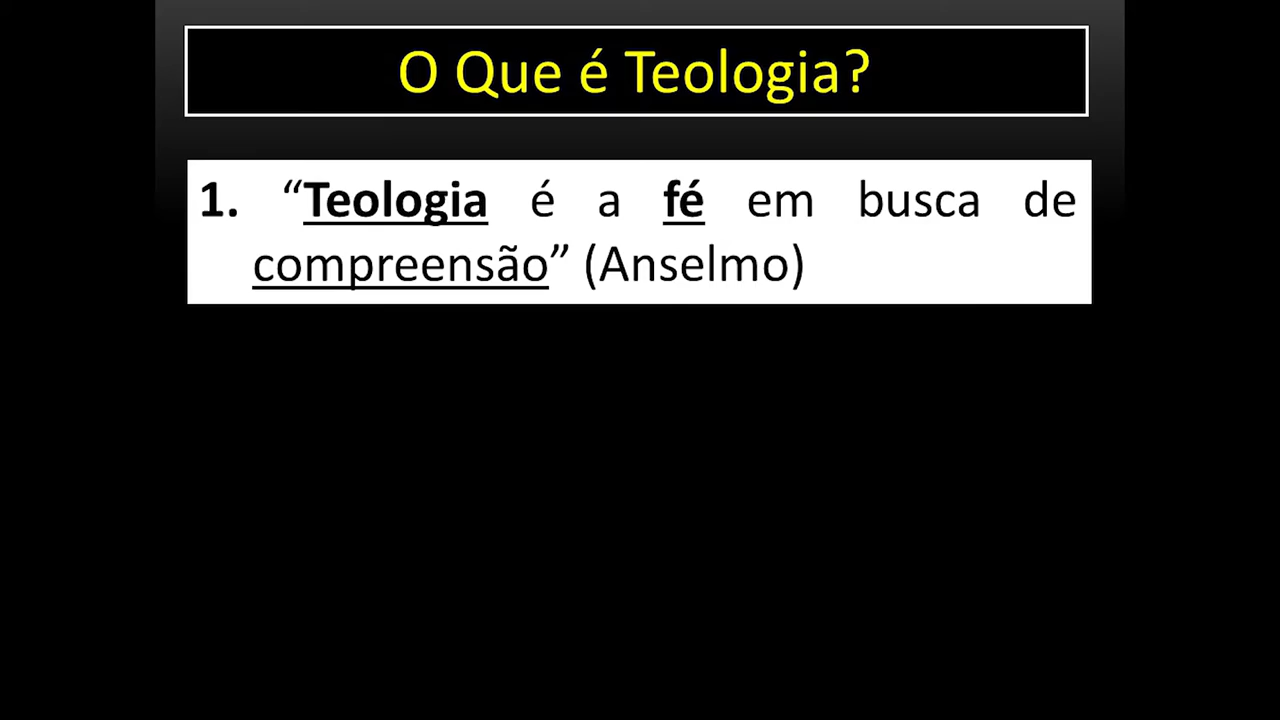 O Que é Teologia?
1. “Teologia é a fé em busca de
compreensão” (Anselmo)